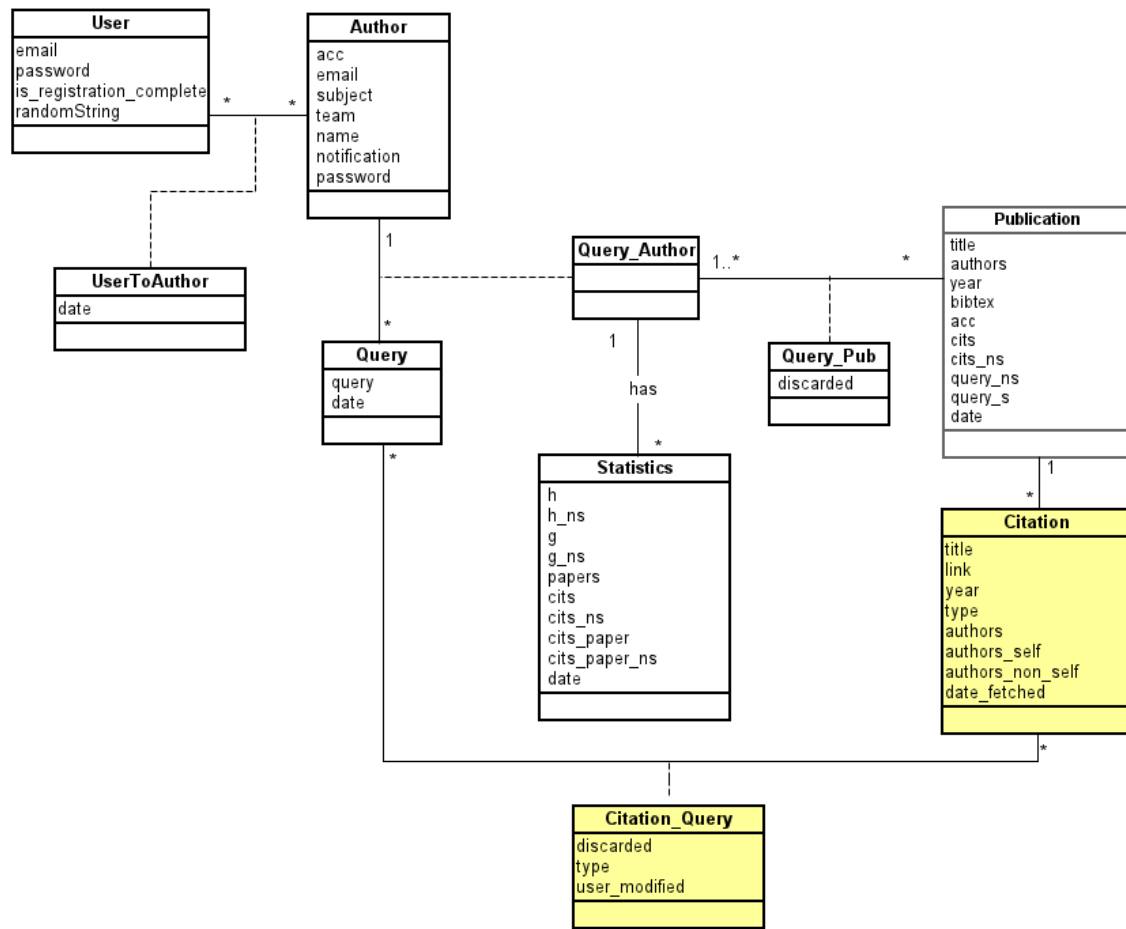 User
email
password
is_registration_complete
randomString
*
*
Author
acc
email
subject
team
name
notification
password
UserToAuthor
date
1
*
Query
query
date
*
Query_Author
1..*
*
1
has
*
Query_Pub
discarded
Publication
title
authors
year
bibtex
acc
cits
cits_ns
query_ns
query_s
date
1
*
Statistics
h
h_ns
g
g_ns
papers
cits
cits_ns
cits_paper
cits_paper_ns
date
Citation
title
link
year
type
authors
authors_self
authors_non_self
date_fetched
*
Citation_Query
discarded
type
user_modified